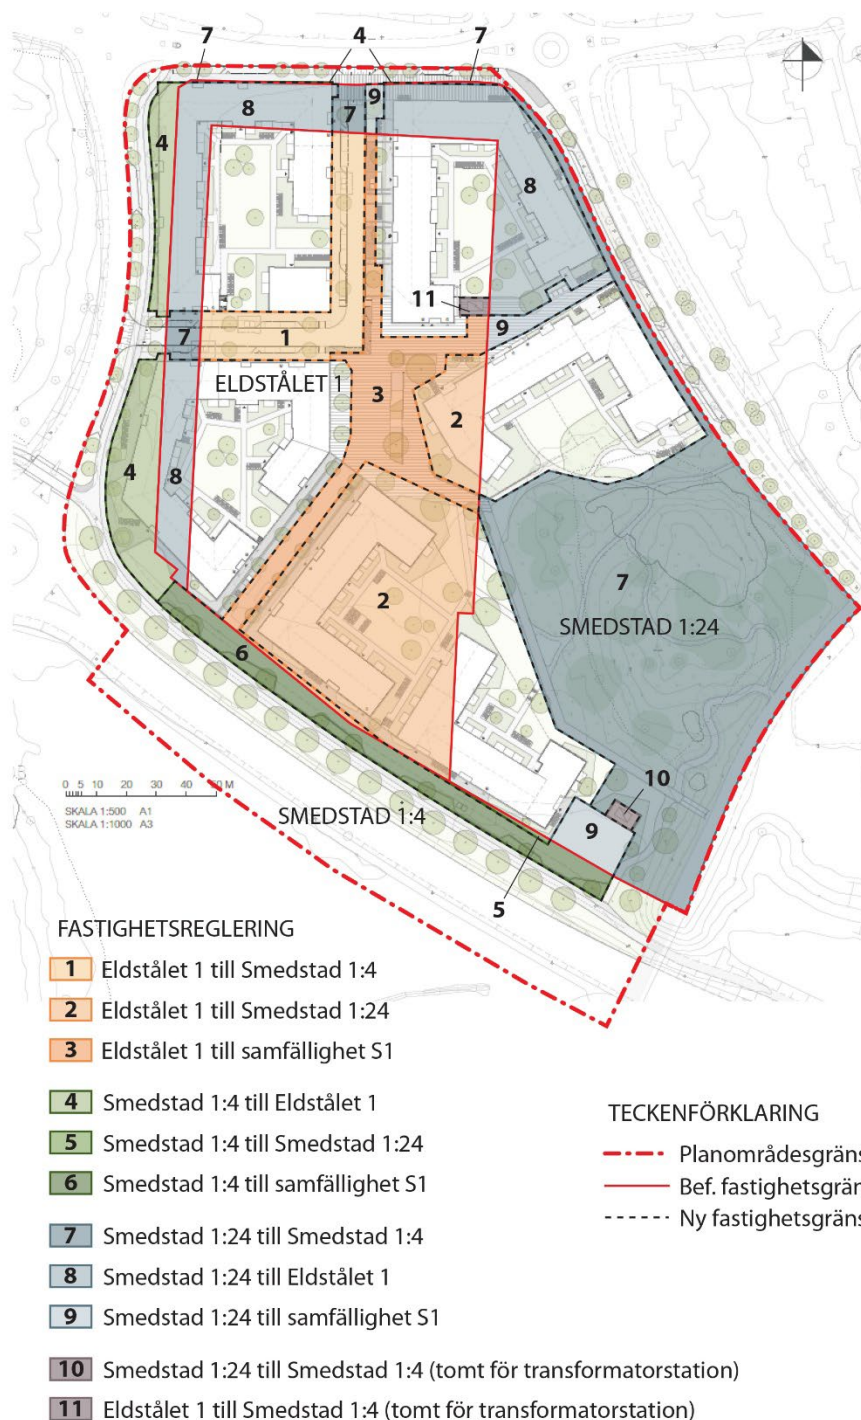 7 4 7
9
8 7
4 8
11
7 1 9
ELDSTÅLET 1
3
2
4 8
7
2
SMEDSTAD 1:24
6
10
0 5 10 20 30 40 50 M
SKALA 1:500 A1
SKALA 1:1000 A3
SMEDSTAD 1:4
9
5
FASTIGHETSREGLERING
1 Eldstålet 1 till Smedstad 1:4
2 Eldstålet 1 till Smedstad 1:24
3 Eldstålet 1 till samfällighet S1
4 Smedstad 1:4 till Eldstålet 1
5 Smedstad 1:4 till Smedstad 1:24
6 Smedstad 1:4 till samfällighet S1
7 Smedstad 1:24 till Smedstad 1:4
8 Smedstad 1:24 till Eldstålet 1
9 Smedstad 1:24 till samfällighet S1
10 Smedstad 1:24 till Smedstad 1:4 (tomt för transformatorstation)
11 Eldstålet 1 till Smedstad 1:4 (tomt för transformatorstation)
TECKENFÖRKLARING
Planområdesgräns
Bef. fastighetsgrän
Ny fastighetsgräns